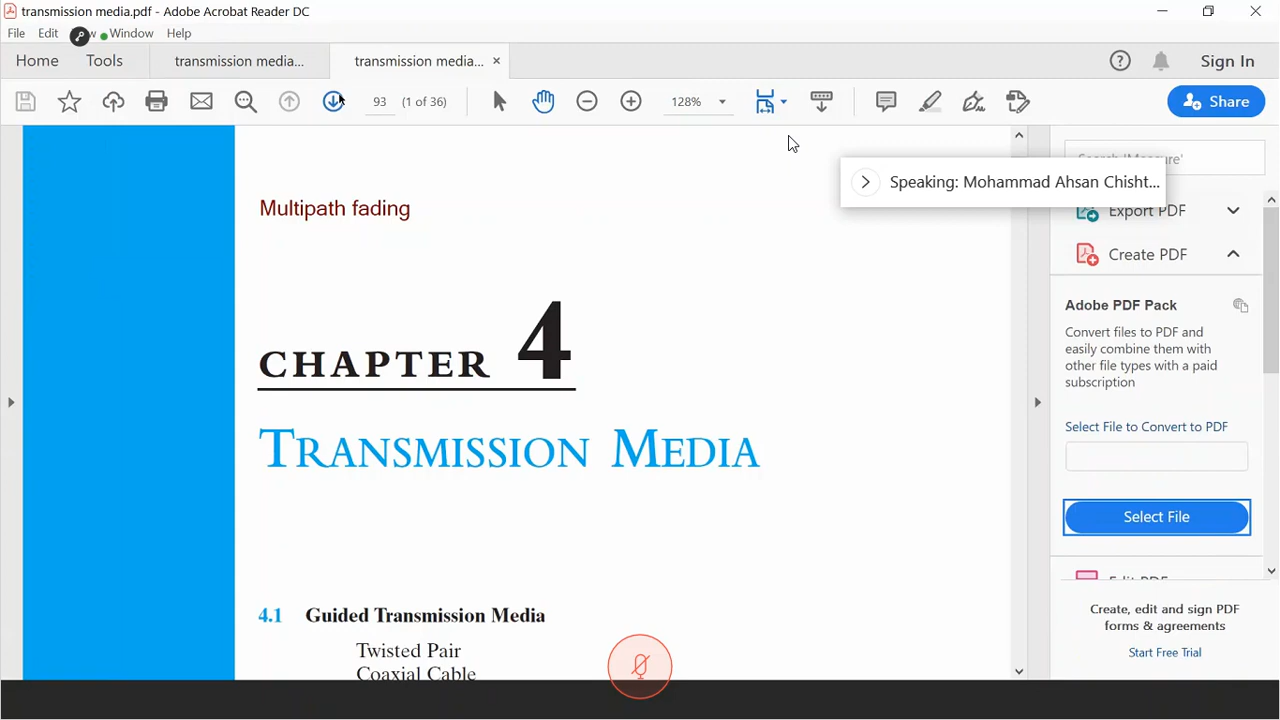 transmission media.pdf - Adobe Acrobat Reader DC
File Edit Window Help
Home Tools transmission media... transmission media... × Sign In
93 (1 of 36) 128% Share
Search 'Measure'
Speaking: Mohammad Ahsan Chisht...
Multipath fading
Export PDF
Create PDF
CHAPTER 4
TRANSMISSION MEDIA
Adobe PDF Pack
Convert files to PDF and
easily combine them with
other file types with a paid
subscription
Select File to Convert to PDF
Select File
4.1 Guided Transmission Media
Twisted Pair
Coaxial Cable
Edit PDF
Create, edit and sign PDF
forms & agreements
Start Free Trial